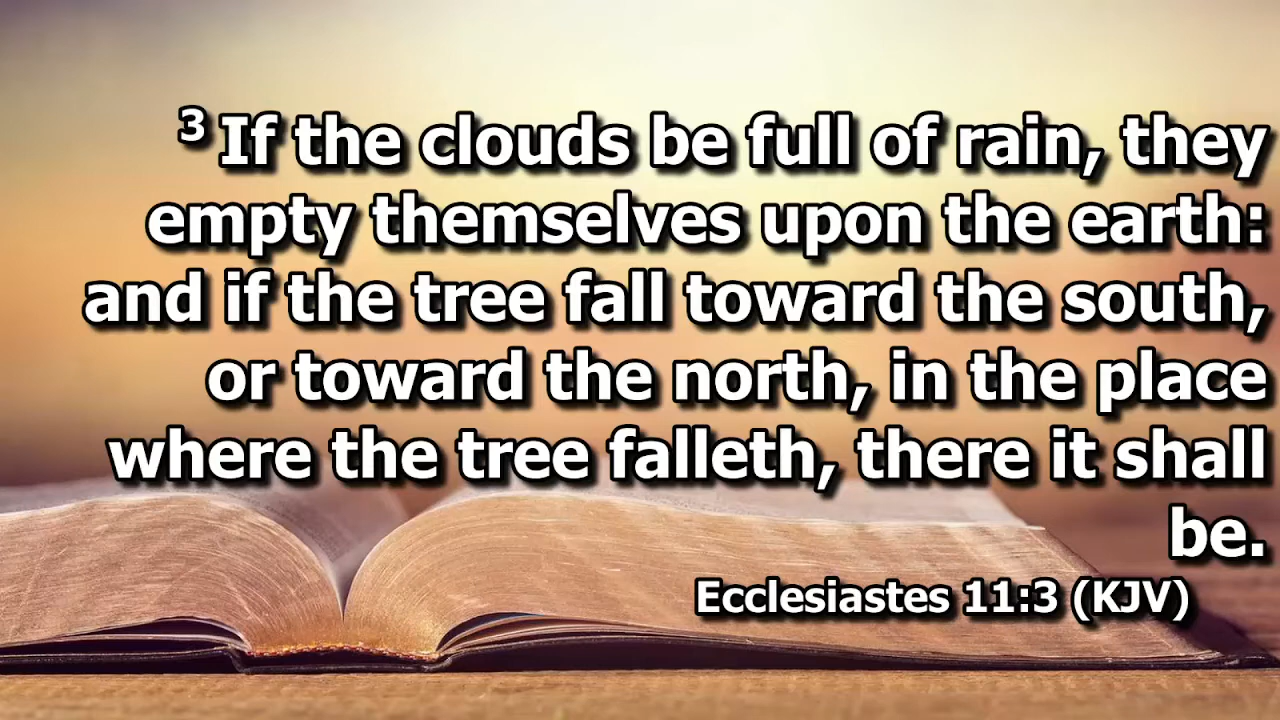 3 If the clouds be full of rain, they
empty themselves upon the earth:
and if the tree fall toward the south,
or toward the north, in the place
where the tree falleth, there it shall
be.
Ecclesiastes 11:3 (KJV)